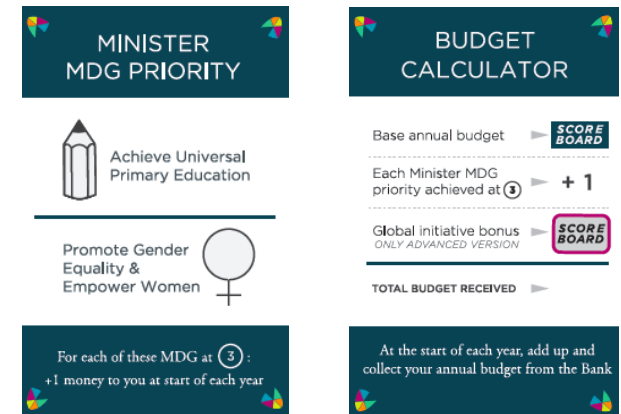 MINISTER
MDG PRIORITY
Achieve Universal
Primary Education
Promote Gender
Equality &
Empower Women
For each of these MDG at 3 :
+1 money to you at start of each year
BUDGET
CALCULATOR
Base annual budget SCORE BOARD
Each Minister MDG
priority achieved at 3 + 1
Global initiative bonus SCORE BOARD
ONLY ADVANCED VERSION
TOTAL BUDGET RECEIVED
At the start of each year, add up and
collect your annual budget from the Bank